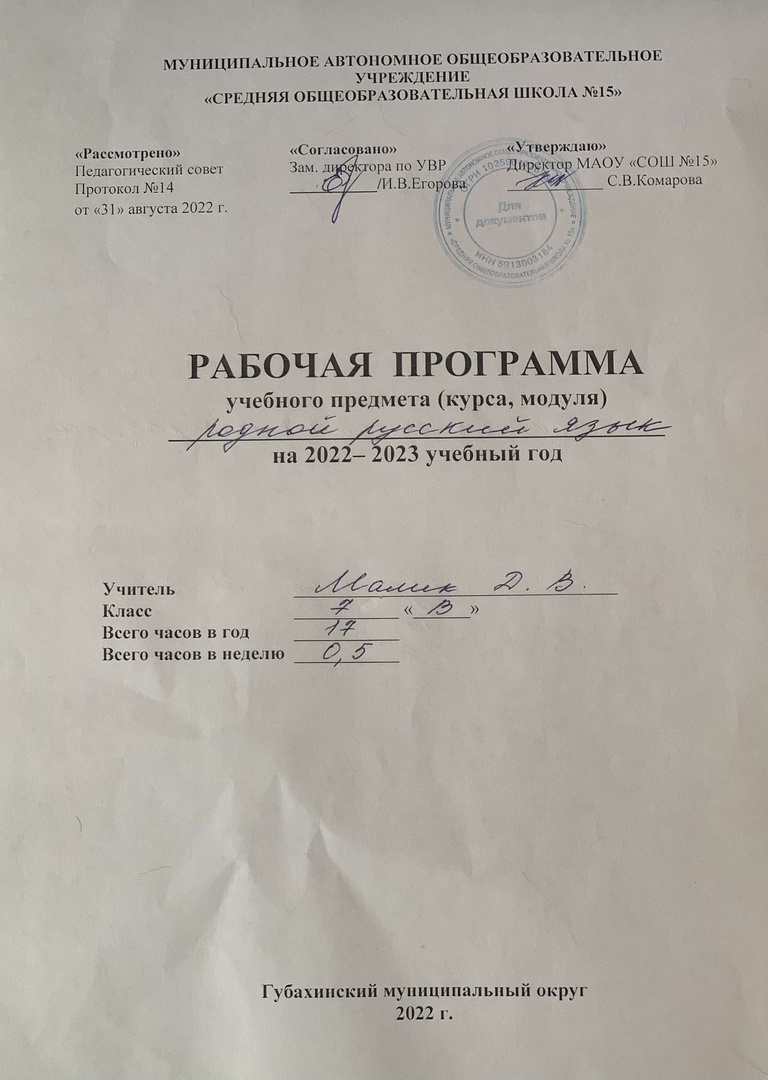 МУНИЦИПАЛЬНОЕ АВТОНОМНОЕ ОБЩЕОБРАЗОВАТЕЛЬНОЕ
УЧРЕЖДЕНИЕ
«СРЕДНЯЯ ОБЩЕОБРАЗОВАТЕЛЬНАЯ ШКОЛА №15»
«Рассмотрено»
Педагогический совет
Протокол №14
от «31» августа 2022 г.
«Согласовано»
Зам. директора по УВР
/И.В.Егорова
«Утверждаю»
Директор МАОУ «СОШ №15»
С.В.Комарова
Для
документов
ИНН 5913003184
РАБОЧАЯ ПРОГРАММА
учебного предмета (курса, модуля)
родной русский язык
на 2022– 2023 учебный год
Учитель Малик Д. В.
Класс 7 « В »
Всего часов в год 17
Всего часов в неделю 0,5
Губахинский муниципальный округ
2022 г.